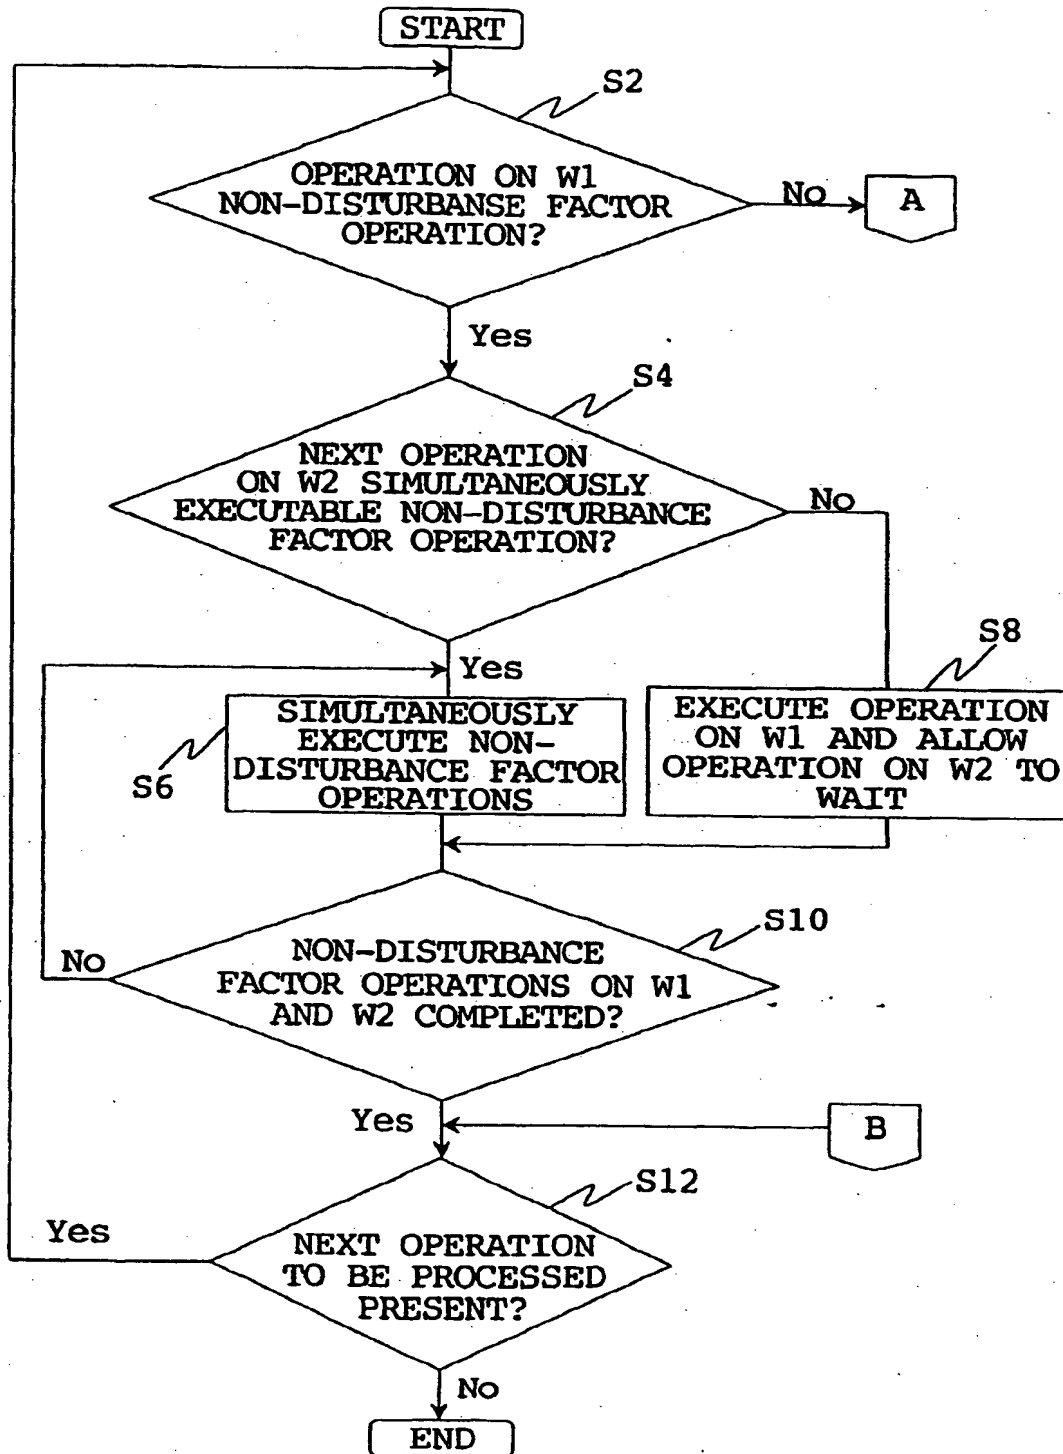 START
S2
OPERATION ON W1
NON-DISTURBANSE FACTOR
OPERATION?
No
A
Yes
S4
NEXT OPERATION
ON W2 SIMULTANEOUSLY
EXECUTABLE NON-DISTURBANCE
FACTOR OPERATION?
No
Yes
S8
SIMULTANEOUSLY
EXECUTE NON-
DISTURBANCE FACTOR
OPERATIONS
S6
EXECUTE OPERATION
ON W1 AND ALLOW
OPERATION ON W2 TO
WAIT
S10
NON-DISTURBANCE
FACTOR OPERATIONS ON W1
AND W2 COMPLETED?
No
Yes
B
S12
NEXT OPERATION
TO BE PROCESSED
PRESENT?
Yes
No
END